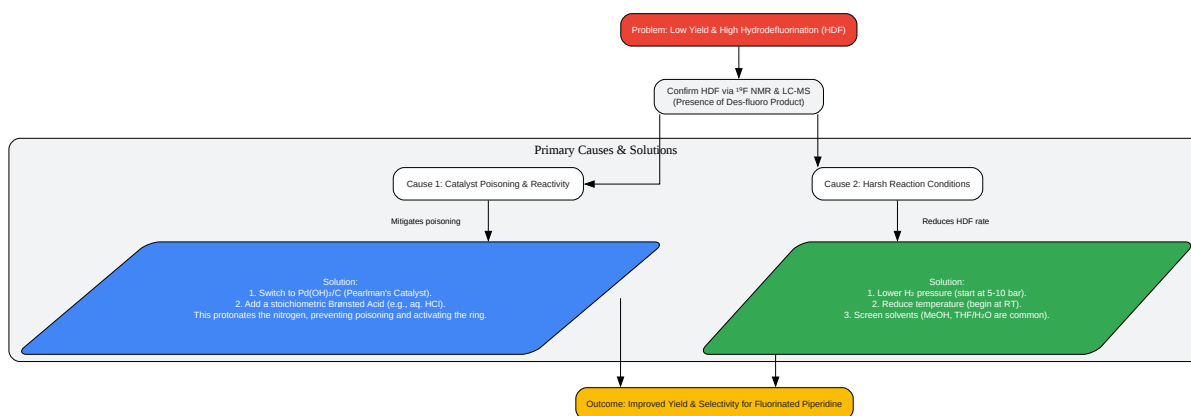 Problem: Low Yield & High Hydrodefluorination (HDF)
Confirm HDF via ¹⁹F NMR & LC-MS
(Presence of Des-fluoro Product)
Primary Causes & Solutions
Cause 1: Catalyst Poisoning & Reactivity
Cause 2: Harsh Reaction Conditions
Mitigates poisoning
Reduces HDF rate
Solution:
1. Switch to Pd(OH)₂/C (Pearlman's Catalyst).
2. Add a stoichiometric Brønsted Acid (e.g., aq. HCl).
This protonates the nitrogen, preventing poisoning and activating the ring.
Solution:
1. Lower H₂ pressure (start at 5-10 bar).
2. Reduce temperature (begin at RT).
3. Screen solvents (MeOH, THF/H₂O are common).
Outcome: Improved Yield & Selectivity for Fluorinated Piperidine